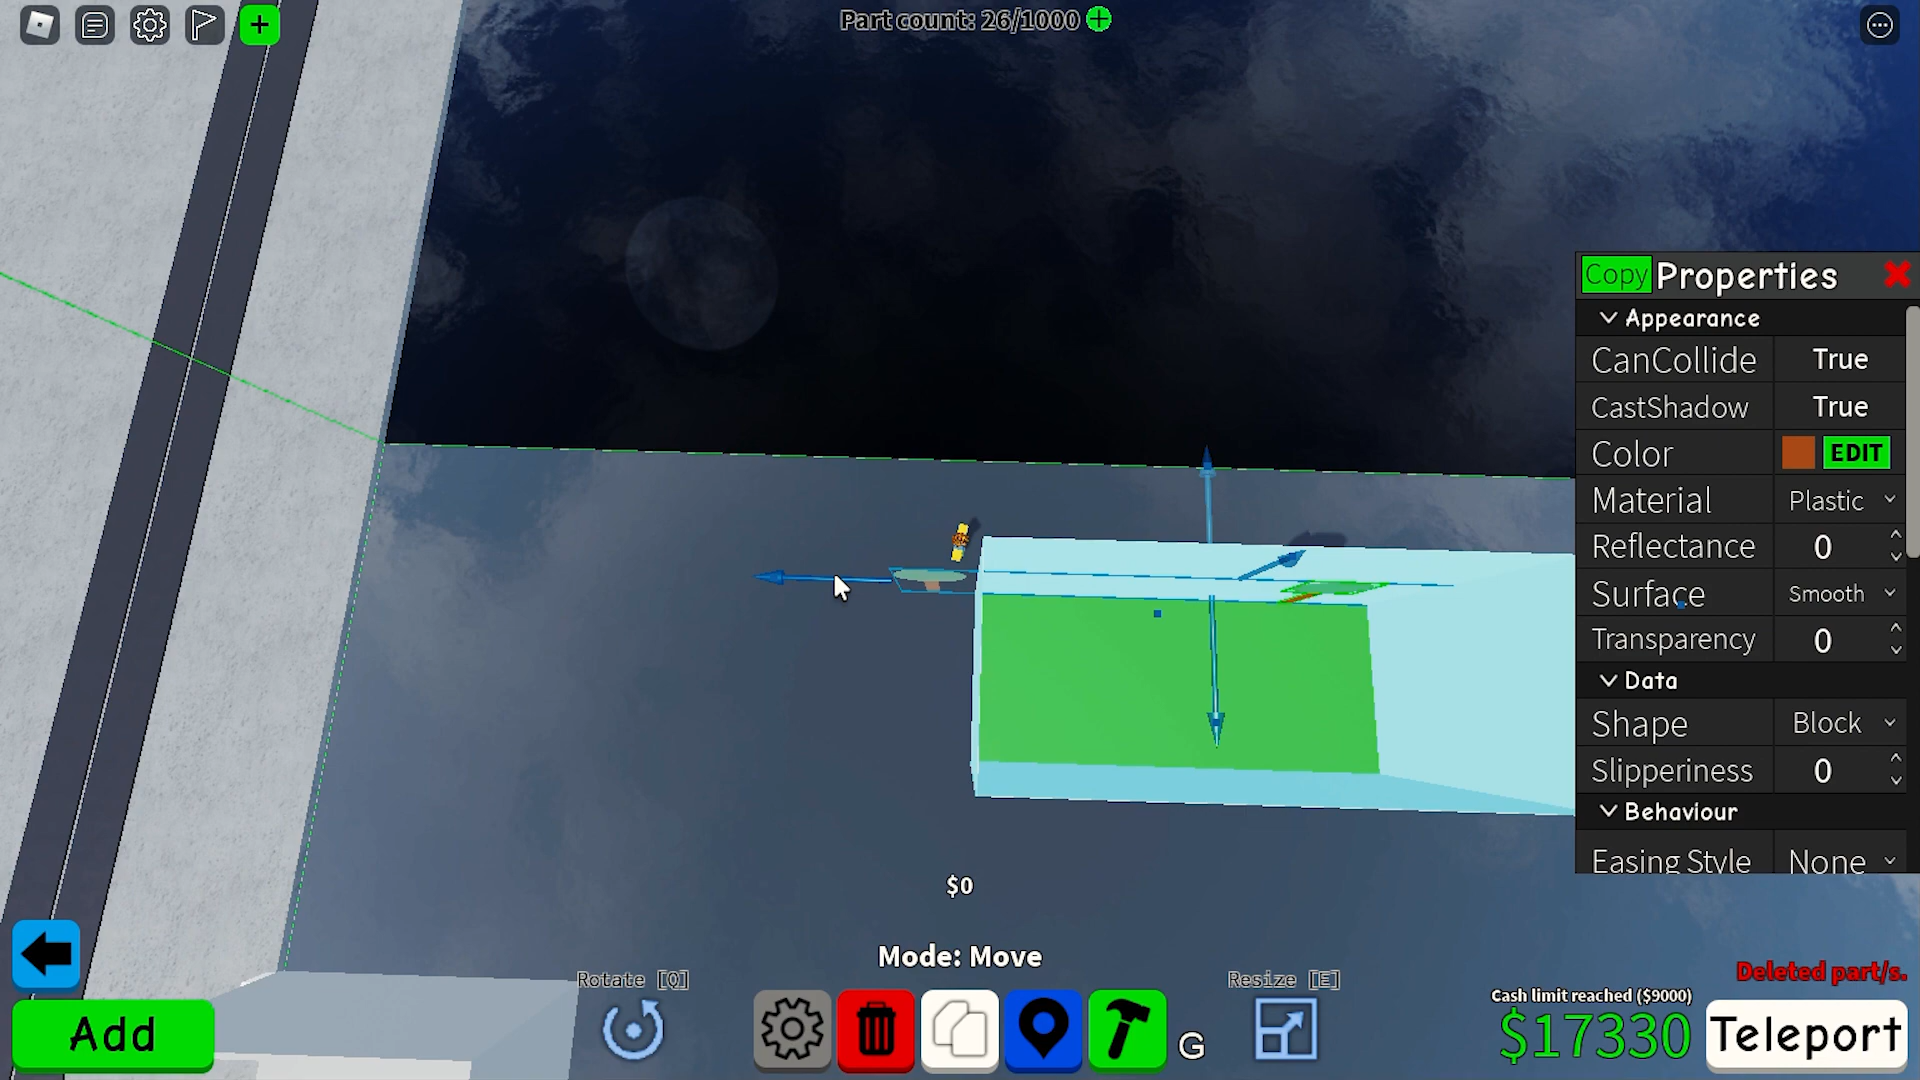 Part count: 26/1000
Copy Properties
Appearance
CanCollide True
CastShadow True
Color EDIT
Material Plastic
Reflectance 0
Surface Smooth
Transparency 0
Data
Shape Block
Slipperiness 0
Behaviour
Easing Style None
$0
Mode: Move
Rotate [Q]
Resize [E]
Deleted part/s.
Cash limit reached ($9000)
$17330
Add
G
Teleport